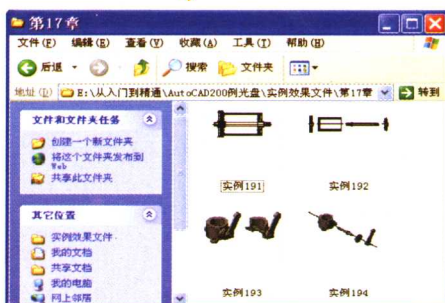 第17章
文件(F) 编辑(E) 查看(V) 收藏(A) 工具(T) 帮助(H)
后退 搜索 文件夹
地址(D) E:\从入门到精通\AutoCAD200例光盘\实例效果文件\第17章 转到
文件和文件夹任务
创建一个新文件夹
将这个文件夹发布到
Web
共享此文件夹
其它位置
实例效果文件
我的文档
共享文档
我的电脑
网上邻居
实例191 实例192
实例193 实例194